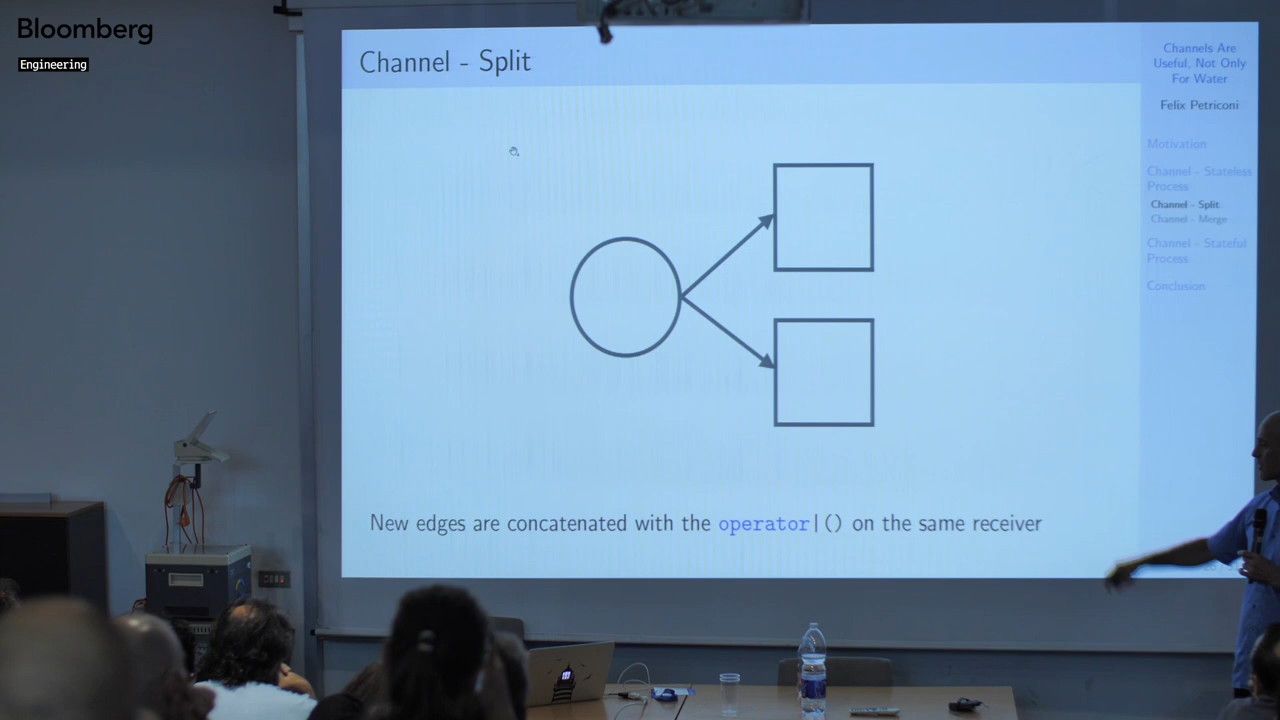 Bloomberg
Engineering
Channel - Split
New edges are concatenated with the operator|() on the same receiver
Channels Are
Useful, Not Only
For Water
Felix Petriconi
Motivation
Channel - Stateless
Process
Channel - Split
Channel - Merge
Channel - Stateful
Process
Conclusion